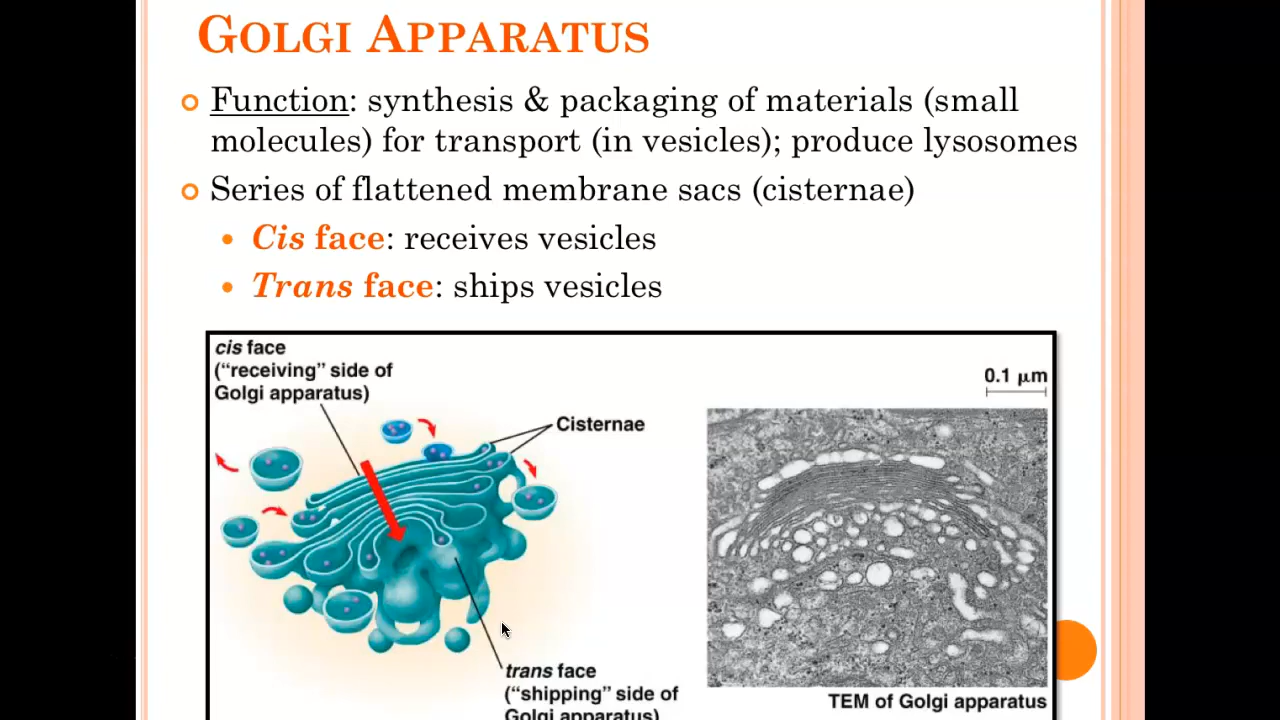 GOLGI APPARATUS
Function: synthesis & packaging of materials (small
molecules) for transport (in vesicles); produce lysosomes
Series of flattened membrane sacs (cisternae)
Cis face: receives vesicles
Trans face: ships vesicles
cis face
(“receiving” side of
Golgi apparatus)
Cisternae
0.1 μm
trans face
(“shipping” side of
Golgi apparatus)
TEM of Golgi apparatus